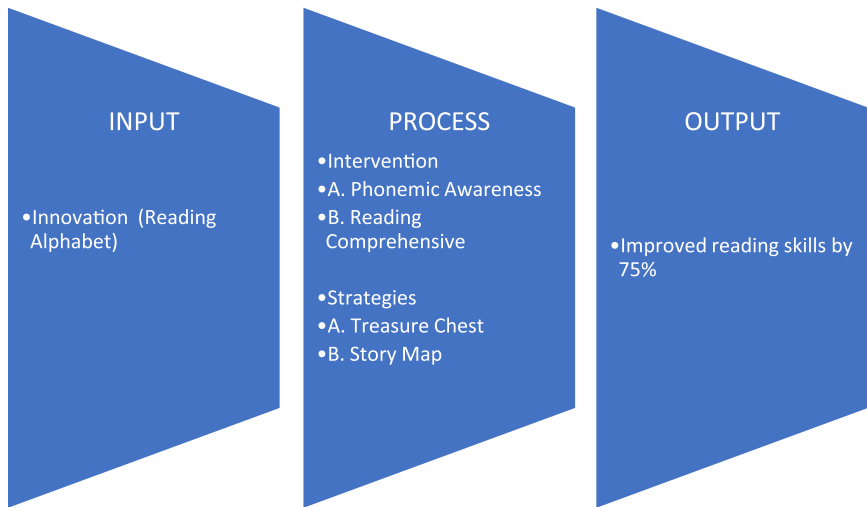 INPUT
•Innovation  (Reading
Alphabet)
PROCESS
•Intervention
•A. Phonemic Awareness
•B. Reading
Comprehensive
•Strategies
•A. Treasure Chest
•B. Story Map
OUTPUT
•Improved reading skills by
75%